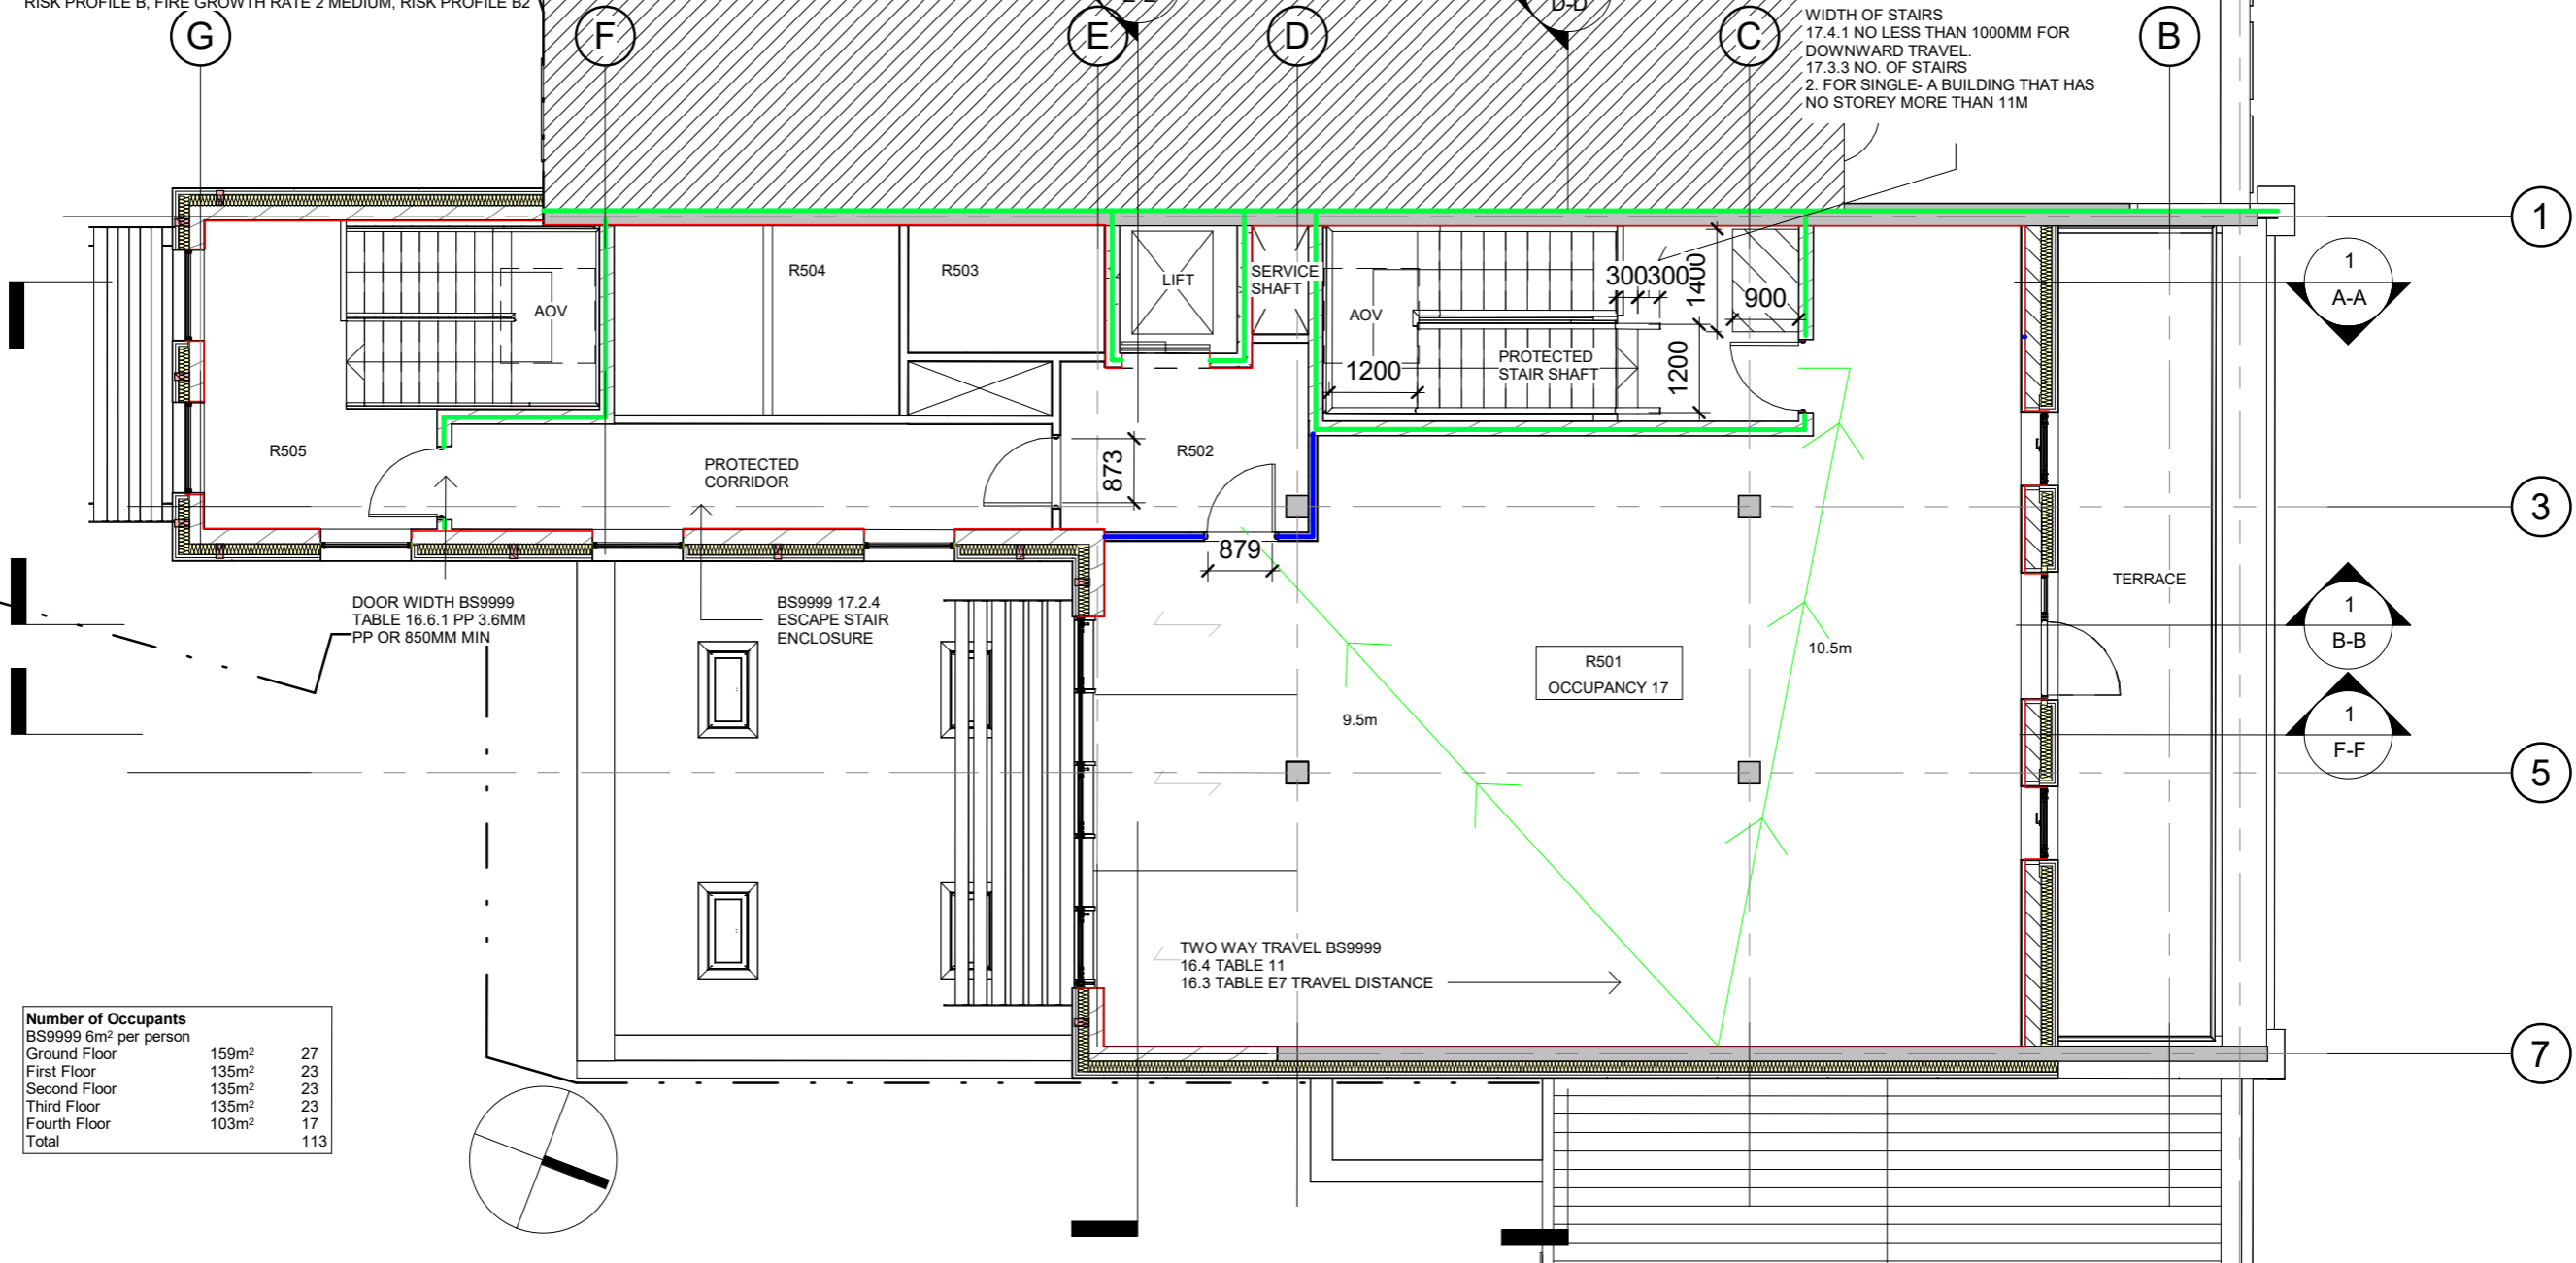 RISK PROFILE B, FIRE GROWTH RATE 2 MEDIUM, RISK PROFILE B2
G
F
E
D
D-D
C
B
WIDTH OF STAIRS
17.4.1 NO LESS THAN 1000MM FOR
DOWNWARD TRAVEL.
17.3.3 NO. OF STAIRS
2. FOR SINGLE- A BUILDING THAT HAS
NO STOREY MORE THAN 11M
1
1
A-A
R504
R503
LIFT
SERVICE
SHAFT
AOV
AOV
300
300
1400
900
1200
1200
PROTECTED
STAIR SHAFT
R505
PROTECTED
CORRIDOR
873
R502
3
879
DOOR WIDTH BS9999
TABLE 16.6.1 PP 3.6MM
PP OR 850MM MIN
BS9999 17.2.4
ESCAPE STAIR
ENCLOSURE
TERRACE
1
B-B
R501
OCCUPANCY 17
10.5m
9.5m
1
F-F
5
TWO WAY TRAVEL BS9999
16.4 TABLE 11
16.3 TABLE E7 TRAVEL DISTANCE
7
Number of Occupants
BS9999 6m² per person
Ground Floor 159m² 27
First Floor 135m² 23
Second Floor 135m² 23
Third Floor 135m² 23
Fourth Floor 103m² 17
Total 113